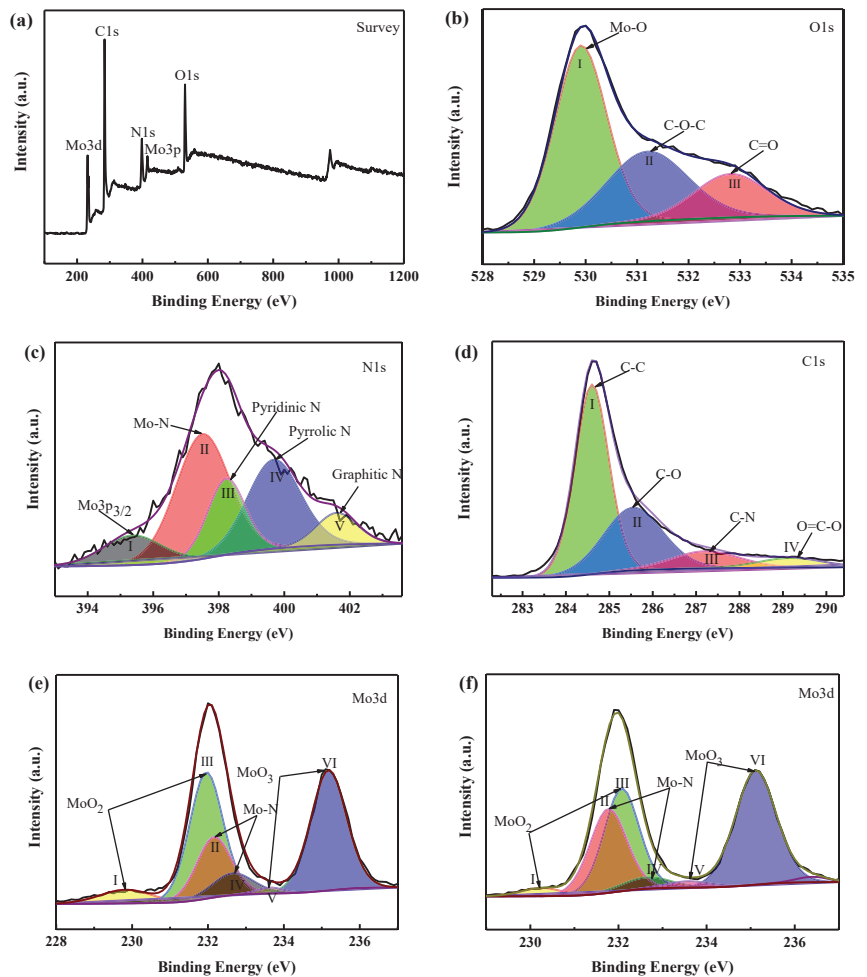 (a)
Survey
C1s
O1s
N1s
Mo3p
Mo3d
Intensity (a.u.)
200 400 600 800 1000 1200
Binding Energy (eV)
(b)
O1s
Mo-O
I
C-O-C
II
C=O
III
Intensity (a.u.)
528 529 530 531 532 533 534 535
Binding Energy (eV)
(c)
N1s
Pyridinic N
Mo-N
Pyrrolic N
II
IV
Graphitic N
III
Mo3p3/2
I
V
Intensity (a.u.)
394 396 398 400 402
Binding Energy (eV)
(d)
C1s
C-C
I
C-O
II
C-N
O=C-O
III
IV
Intensity (a.u.)
283 284 285 286 287 288 289 290
Binding Energy (eV)
(e)
Mo3d
III
VI
MoO2
MoO3
Mo-N
II
I
IV
V
Intensity (a.u.)
228 230 232 234 236
Binding Energy (eV)
(f)
Mo3d
MoO3
VI
Mo-N
III
II
MoO2
I
IV
V
Intensity (a.u.)
230 232 234 236
Binding Energy (eV)